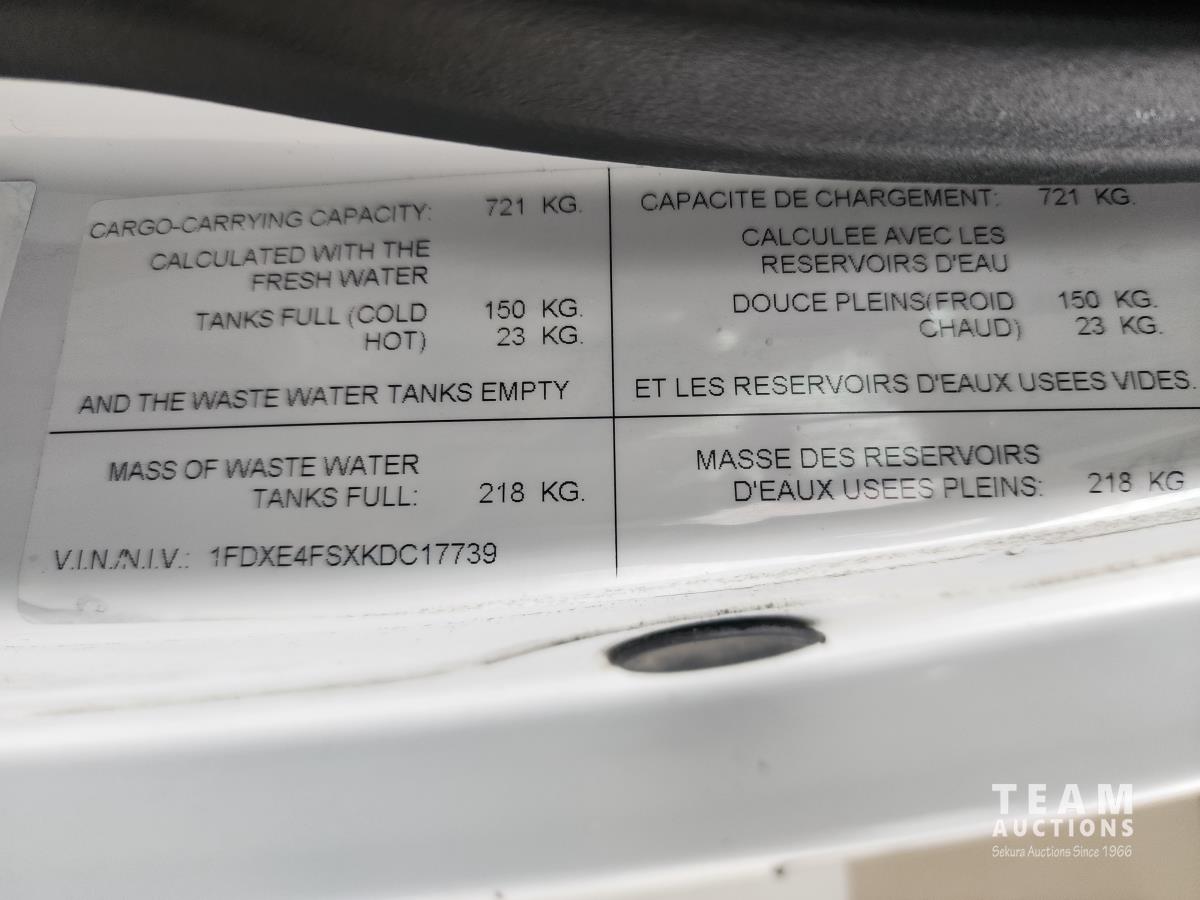 CARGO-CARRYING CAPACITY: 721 KG.
CALCULATED WITH THE
FRESH WATER
TANKS FULL (COLD 150 KG.
HOT) 23 KG.
AND THE WASTE WATER TANKS EMPTY
MASS OF WASTE WATER
TANKS FULL: 218 KG.
V.I.N./N.I.V.: 1FDXE4FSXKDC17739
CAPACITE DE CHARGEMENT: 721 KG.
CALCULEE AVEC LES
RESERVOIRS D'EAU
DOUCE PLEINS(FROID 150 KG.
CHAUD) 23 KG.
ET LES RESERVOIRS D'EAUX USEES VIDES.
MASSE DES RESERVOIRS
D'EAUX USEES PLEINS: 218 KG
TEAM
AUCTIONS
Sekura Auctions Since 1966